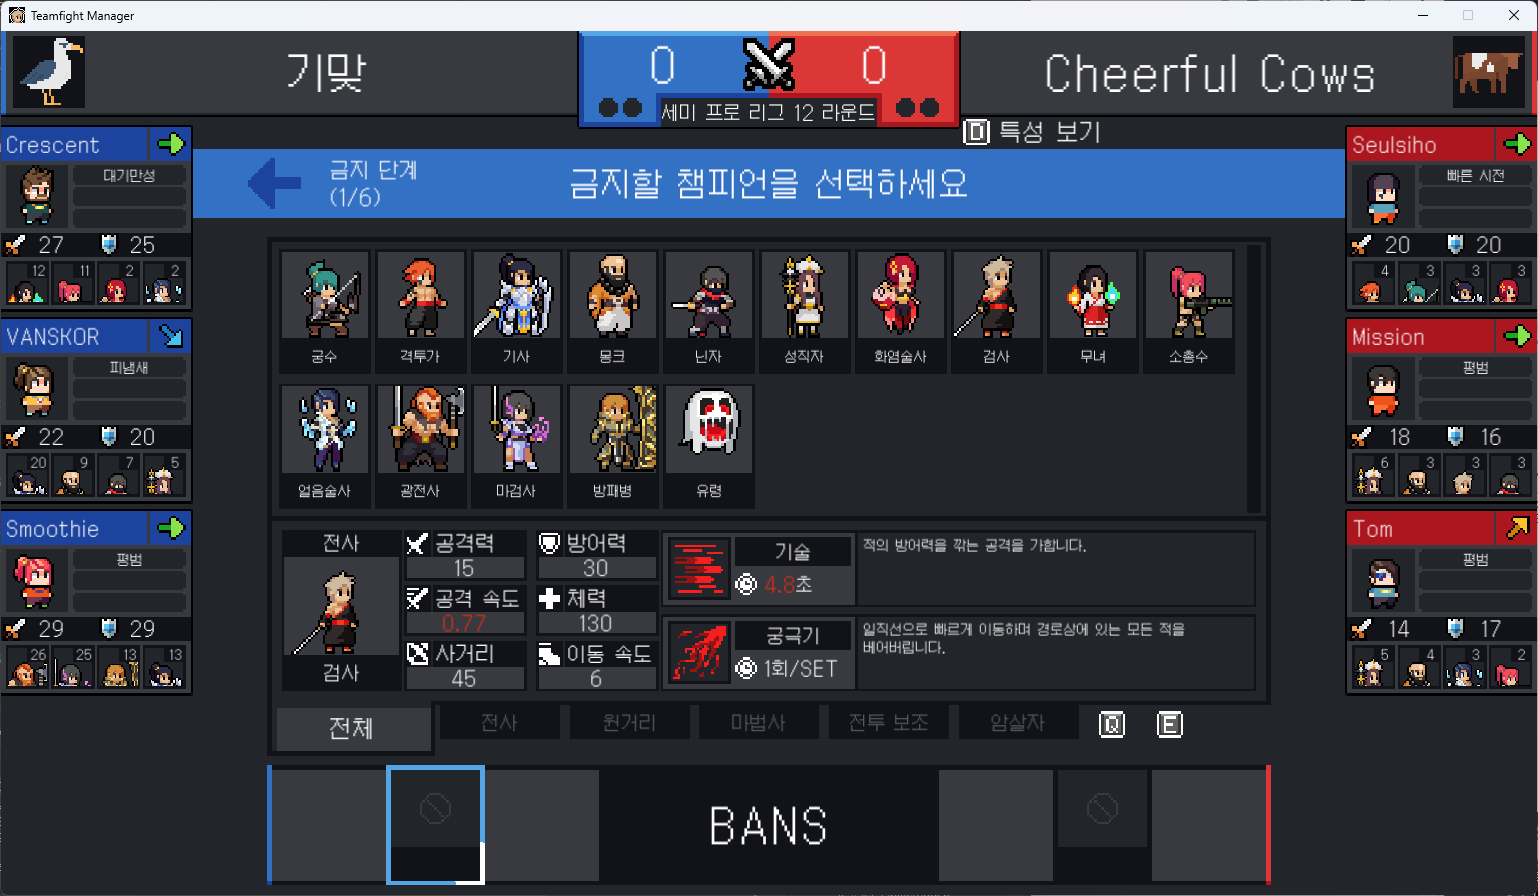 Teamfight Manager
기맞
0
0
Cheerful Cows
세미 프로 리그 12 라운드
D 특성 보기
금지 단계
(1/6)
금지할 챔피언을 선택하세요
Crescent
대기만성
27 25
12 11 2 2
VANSKOR
피냄새
22 20
20 9 7 5
Smoothie
평범
29 29
26 25 13 13
궁수 격투가 기사 몽크 닌자 성직자 화염술사 검사 무녀 소총수
얼음술사 광전사 마검사 방패병 유령
전사
검사
공격력
15
방어력
30
공격 속도
0.77
체력
130
사거리
45
이동 속도
6
기술
4.8초
적의 방어력을 깎는 공격을 가합니다.
궁극기
1회/SET
일직선으로 빠르게 이동하며 경로상에 있는 모든 적을
베어버립니다.
전체 전사 원거리 마법사 전투 보조 암살자 Q E
BANS
Seulsiho
빠른 시전
20 20
4 3 3 3
Mission
평범
18 16
6 3 3 3
Tom
평범
14 17
5 4 3 2